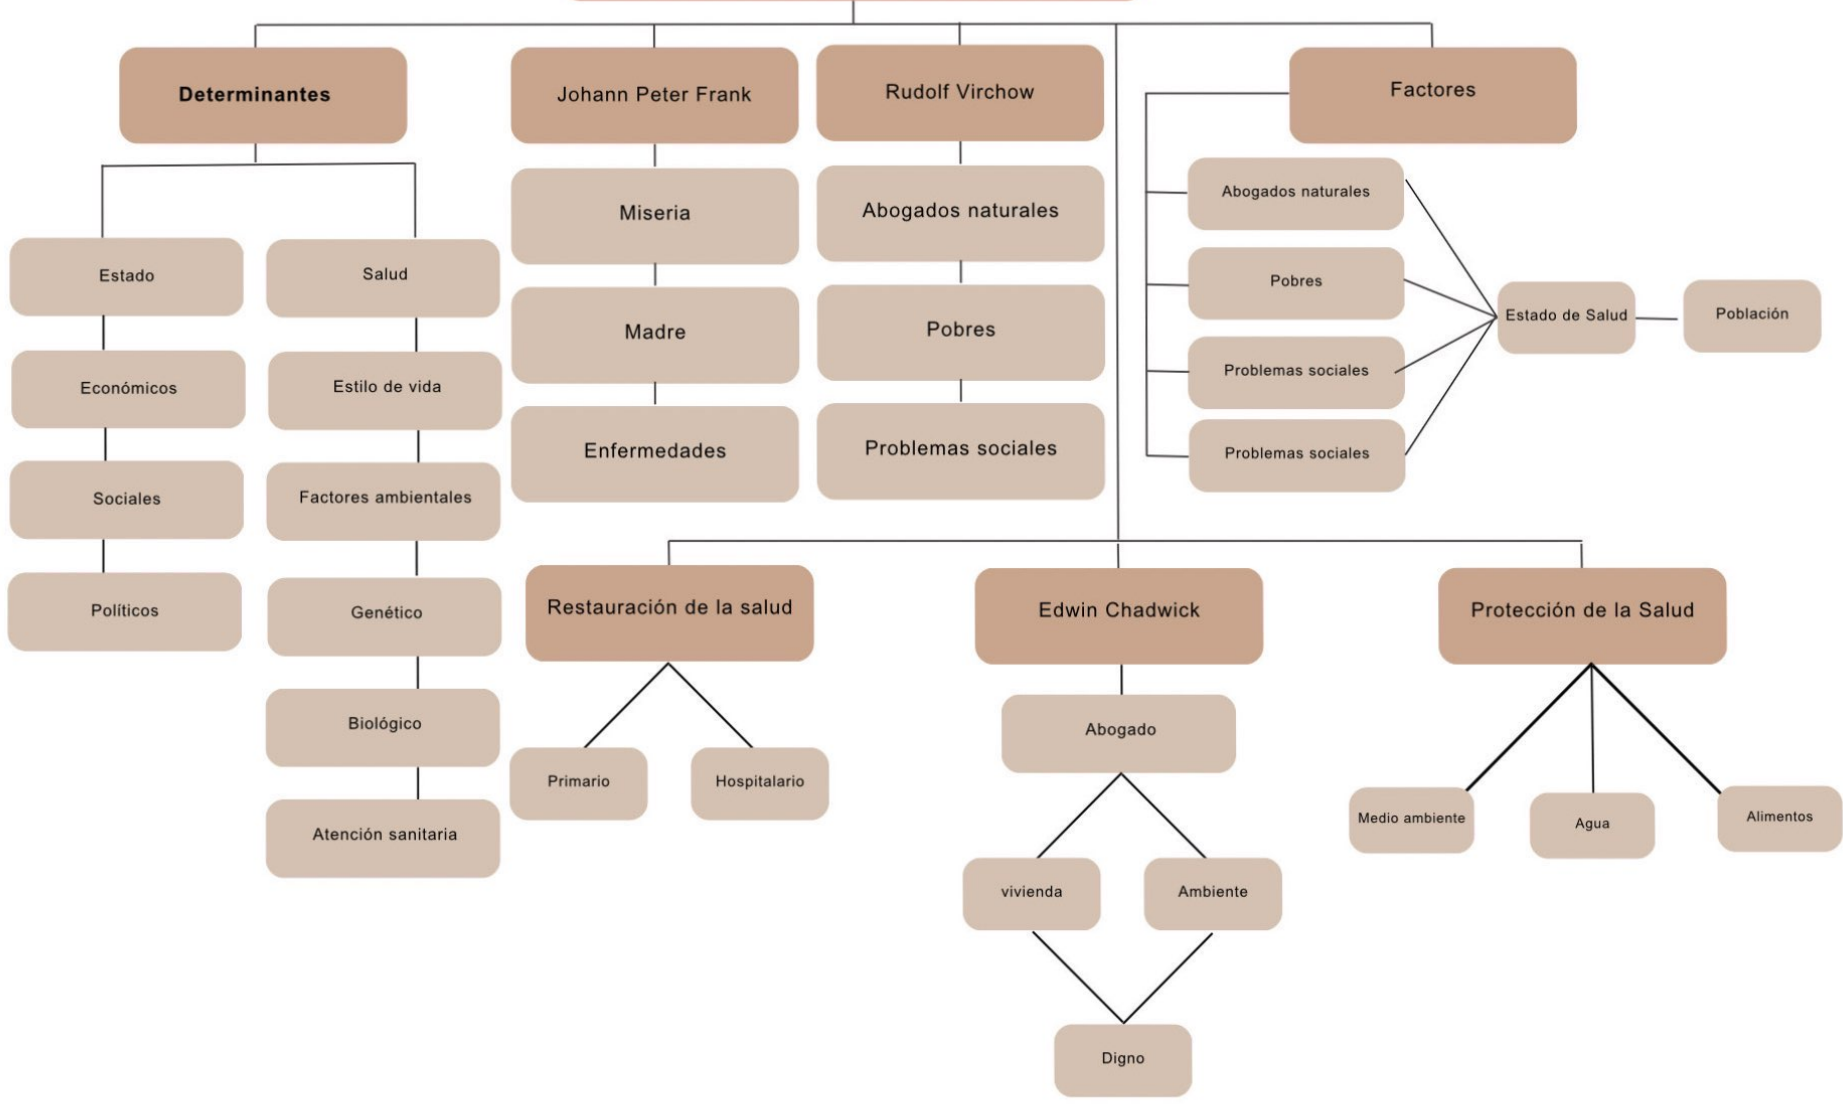 Determinantes
Johann Peter Frank
Rudolf Virchow
Factores
Estado
Económicos
Sociales
Políticos
Salud
Estilo de vida
Factores ambientales
Genético
Biológico
Atención sanitaria
Miseria
Madre
Enfermedades
Abogados naturales
Pobres
Problemas sociales
Abogados naturales
Pobres
Problemas sociales
Problemas sociales
Estado de Salud
Población
Restauración de la salud
Primario
Hospitalario
Edwin Chadwick
Abogado
vivienda
Ambiente
Digno
Protección de la Salud
Medio ambiente
Agua
Alimentos